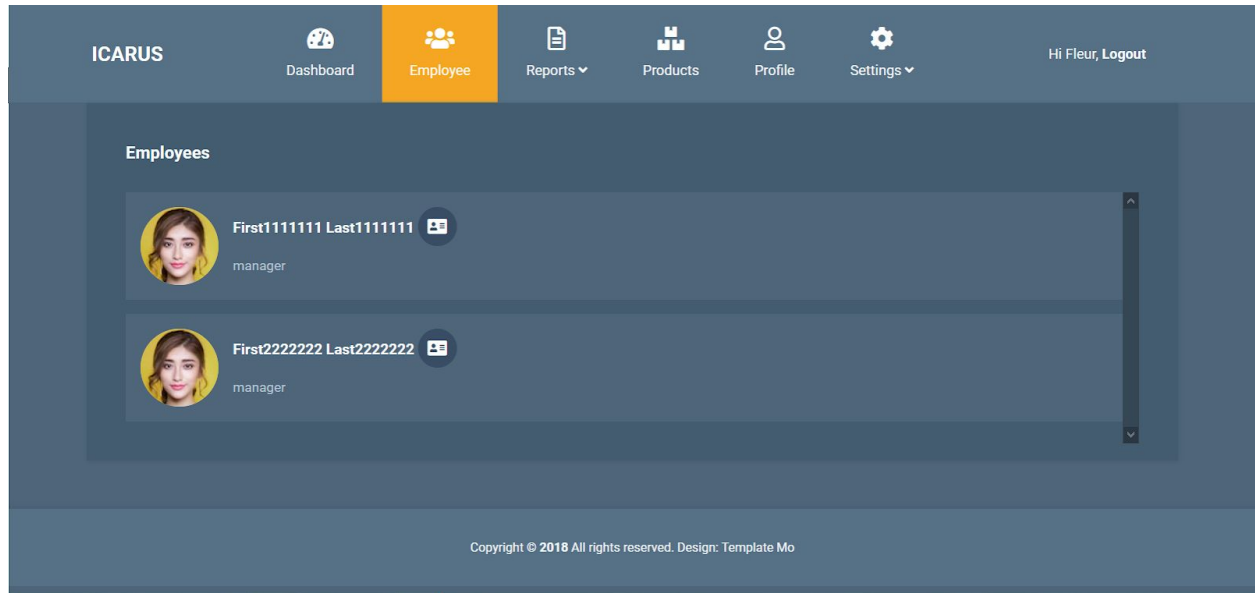 ICARUS
Dashboard
Employee
Reports
Products
Profile
Settings
Hi Fleur, Logout
Employees
First1111111 Last1111111
manager
First2222222 Last2222222
manager
Copyright © 2018 All rights reserved. Design: Template Mo